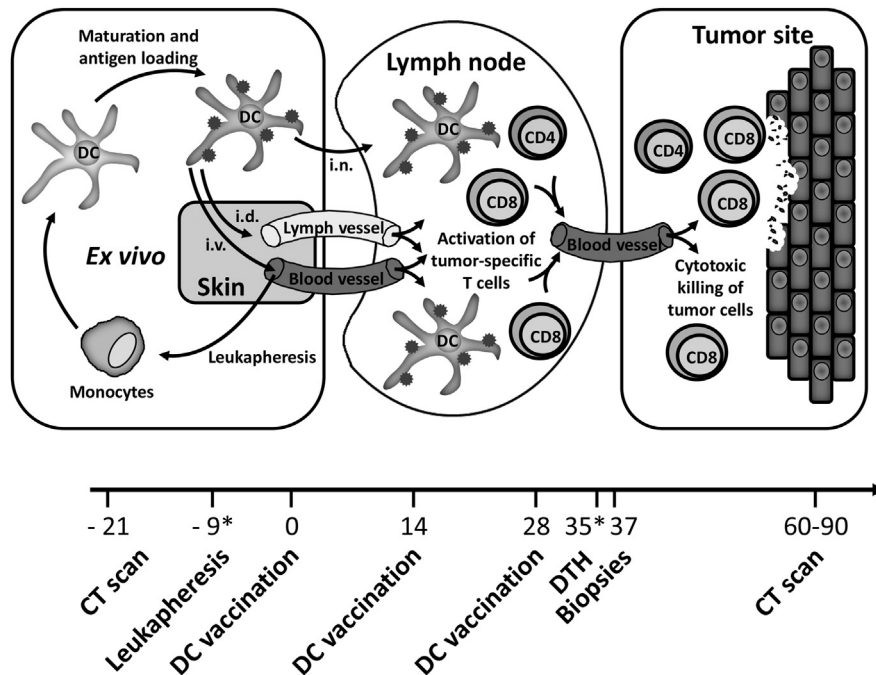 Maturation and
antigen loading
DC
DC
i.n.
i.d.
i.v.
Ex vivo
Skin
Lymph vessel
Blood vessel
Leukapheresis
Monocytes
Lymph node
DC
CD4
CD8
Activation of
tumor-specific
T cells
DC
CD8
Blood vessel
Tumor site
CD4
CD8
CD8
Cytotoxic
killing of
tumor cells
CD8
- 21
- 9*
0
14
28
35*
37
60-90
CT scan
Leukapheresis
DC vaccination
DC vaccination
DC vaccination
DTH
Biopsies
CT scan